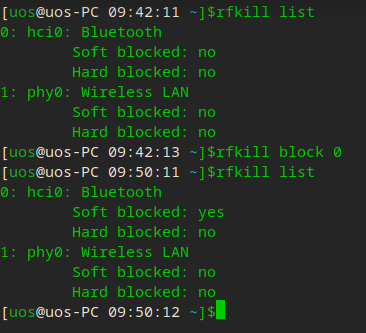 [uos@uos-PC 09:42:11 ~]$rfkill list
0: hci0: Bluetooth
        Soft blocked: no
        Hard blocked: no
1: phy0: Wireless LAN
        Soft blocked: no
        Hard blocked: no
[uos@uos-PC 09:42:13 ~]$rfkill block 0
[uos@uos-PC 09:50:11 ~]$rfkill list
0: hci0: Bluetooth
        Soft blocked: yes
        Hard blocked: no
1: phy0: Wireless LAN
        Soft blocked: no
        Hard blocked: no
[uos@uos-PC 09:50:12 ~]$